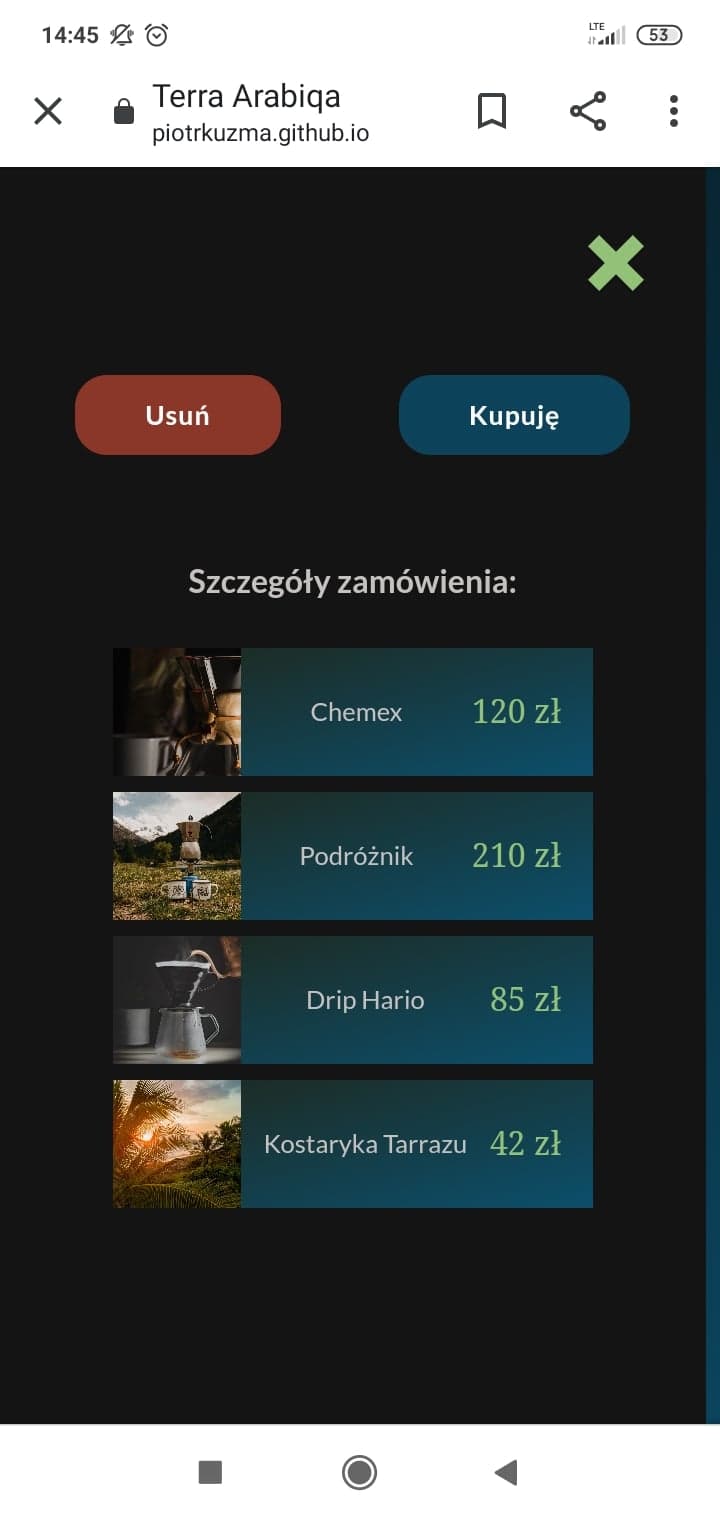 14:45 LTE 53
Terra Arabiqa
piotrkuzma.github.io
Usuń Kupuję
Szczegóły zamówienia:
Chemex 120 zł
Podróżnik 210 zł
Drip Hario 85 zł
Kostaryka Tarrazu 42 zł